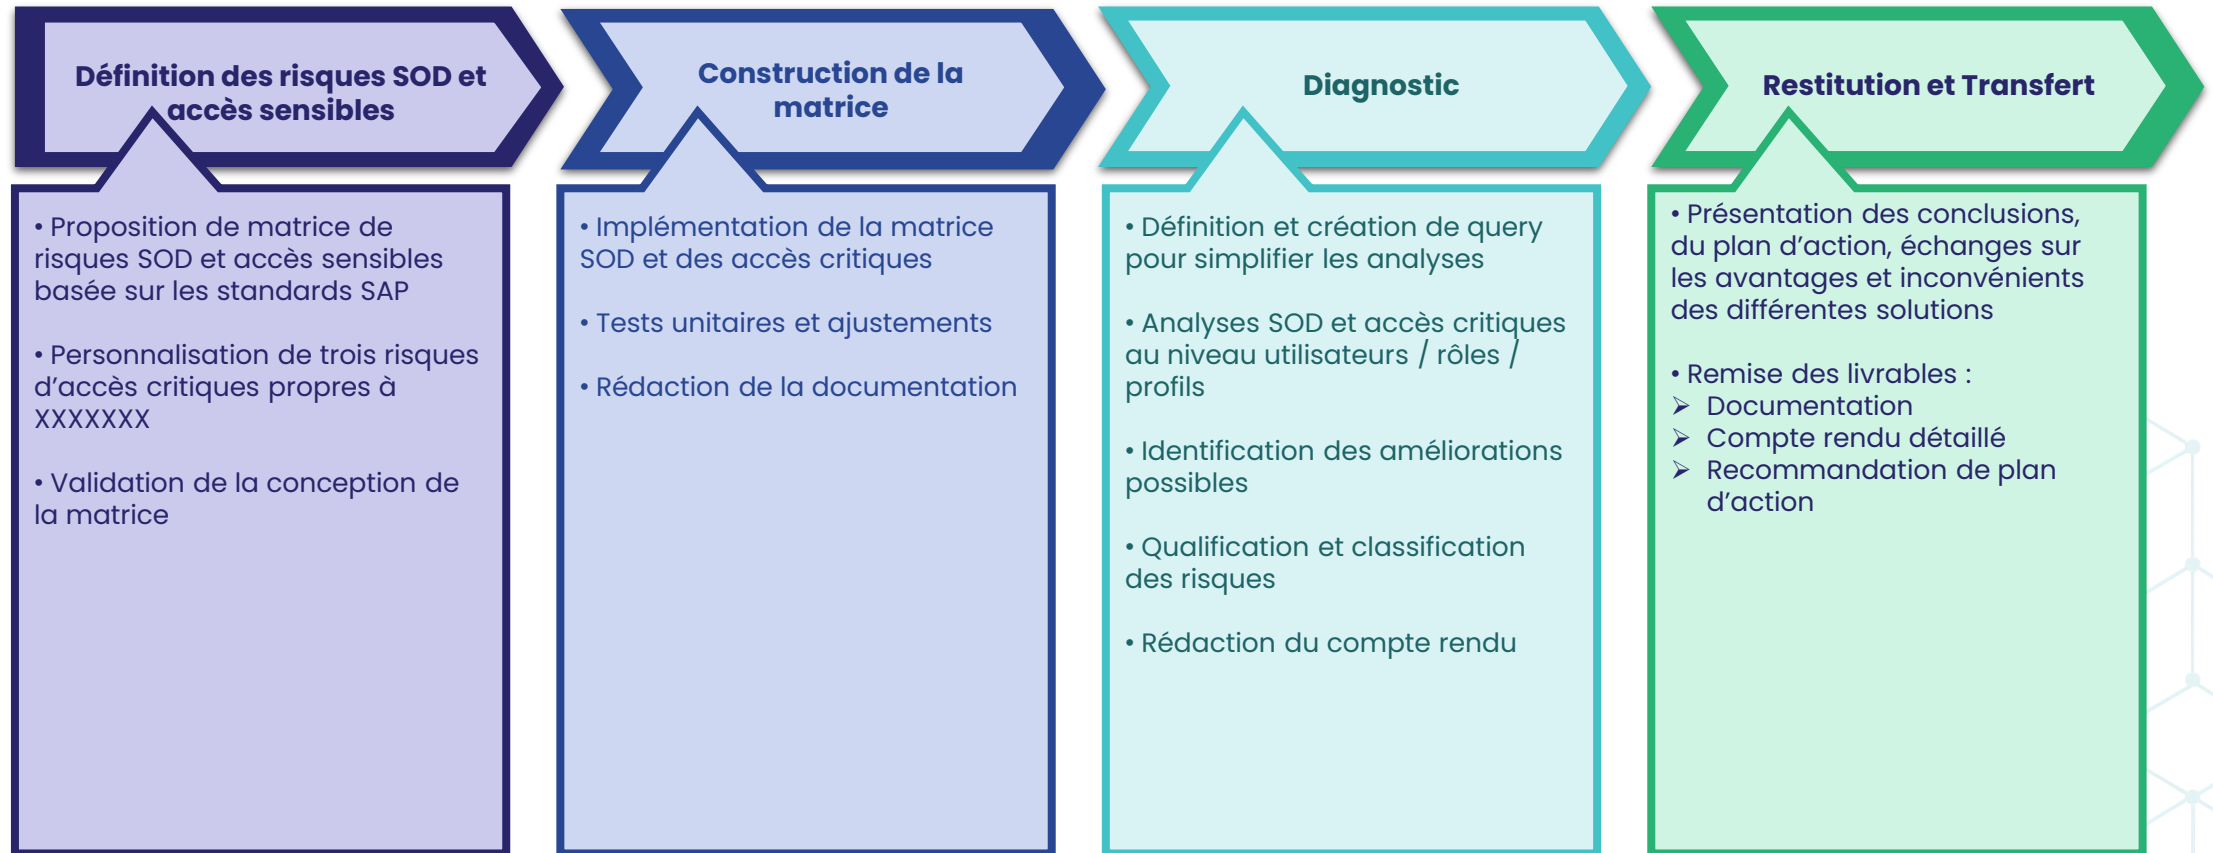 Définition des risques SOD et
accès sensibles
• Proposition de matrice de
risques SOD et accès sensibles
basée sur les standards SAP
• Personnalisation de trois risques
d’accès critiques propres à
XXXXXXX
• Validation de la conception de
la matrice
Construction de la
matrice
• Implémentation de la matrice
SOD et des accès critiques
• Tests unitaires et ajustements
• Rédaction de la documentation
Diagnostic
• Définition et création de query
pour simplifier les analyses
• Analyses SOD et accès critiques
au niveau utilisateurs / rôles /
profils
• Identification des améliorations
possibles
• Qualification et classification
des risques
• Rédaction du compte rendu
Restitution et Transfert
• Présentation des conclusions,
du plan d’action, échanges sur
les avantages et inconvénients
des différentes solutions
• Remise des livrables :
➢ Documentation
➢ Compte rendu détaillé
➢ Recommandation de plan
d’action